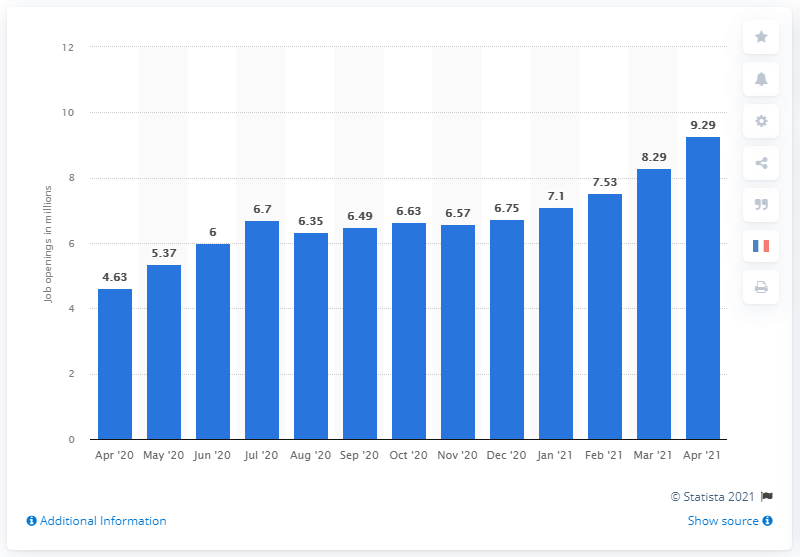 12
10
8
6
4
2
0
Job openings in millions
4.63
5.37
6
6.7
6.35
6.49
6.63
6.57
6.75
7.1
7.53
8.29
9.29
Apr '20
May '20
Jun '20
Jul '20
Aug '20
Sep '20
Oct '20
Nov '20
Dec '20
Jan '21
Feb '21
Mar '21
Apr '21
© Statista 2021
Additional Information
Show source